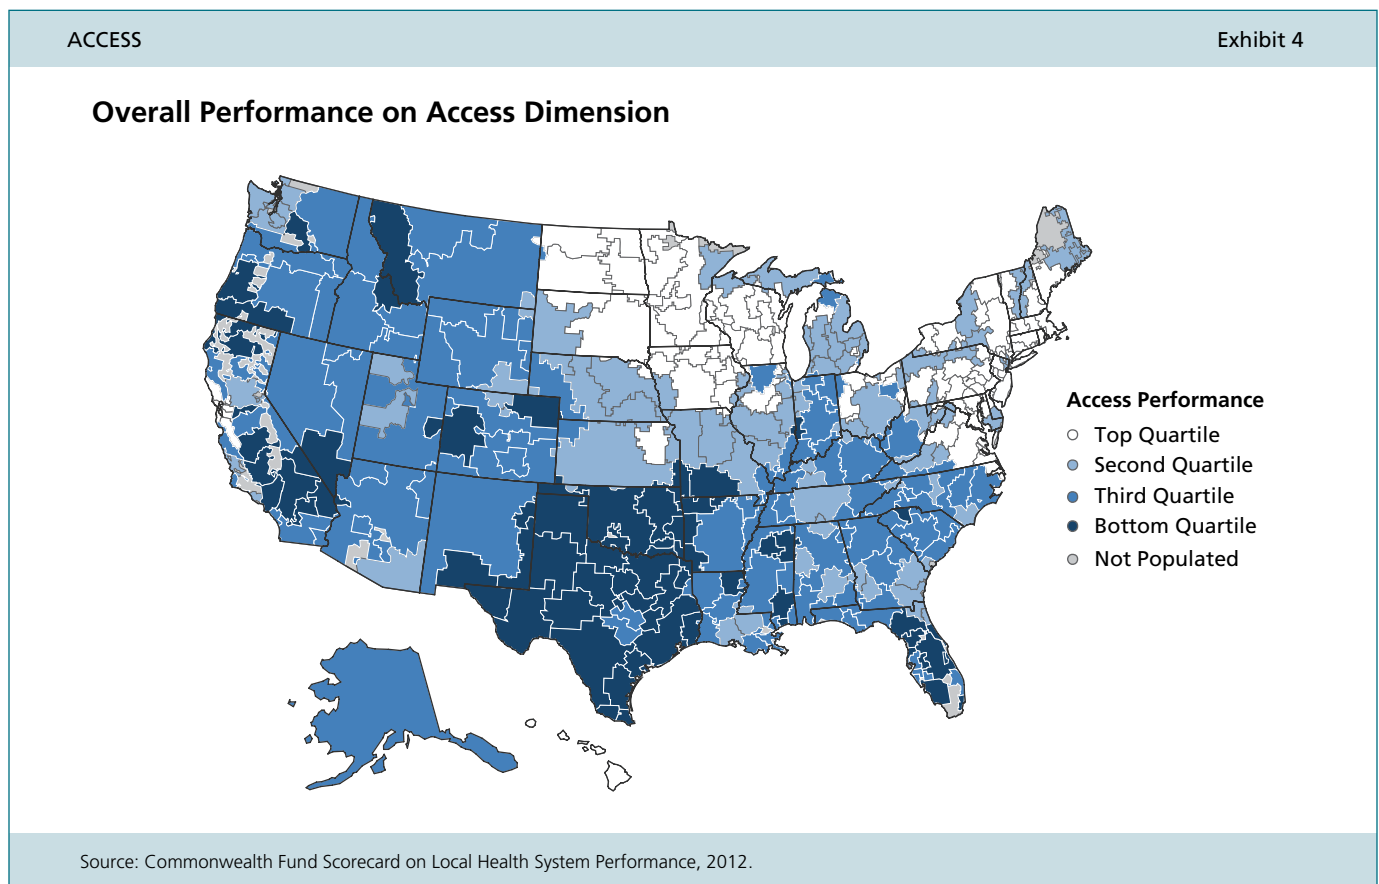 ACCESS
Exhibit 4
Overall Performance on Access Dimension
Access Performance
Top Quartile
Second Quartile
Third Quartile
Bottom Quartile
Not Populated
Source: Commonwealth Fund Scorecard on Local Health System Performance, 2012.